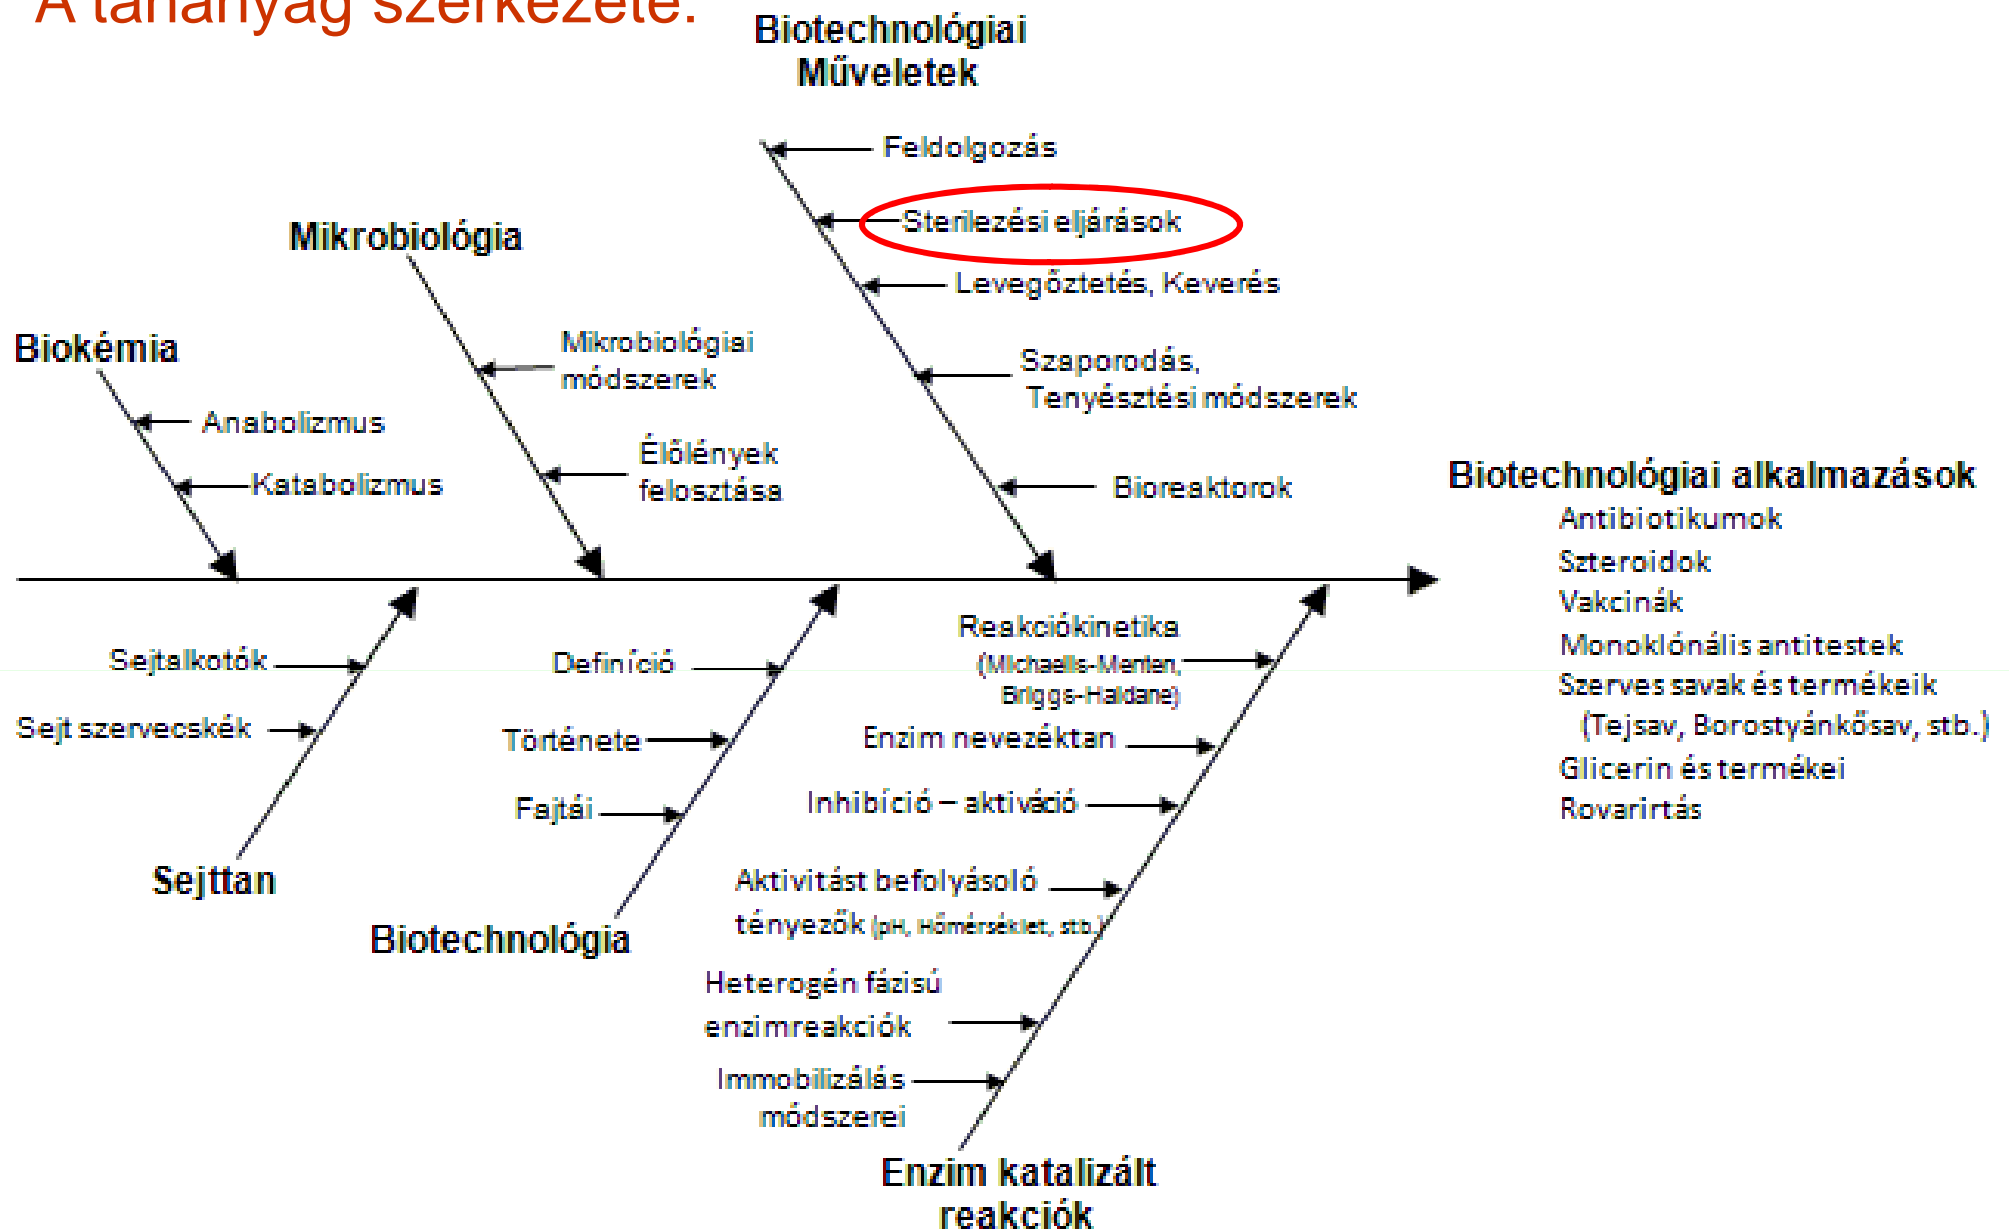 A tananyag szerkezete:
Biotechnológiai
Műveletek
Feldolgozás
Sterilezési eljárások
Levegőztetés, Keverés
Szaporodás,
Tenyésztési módszerek
Bioreaktorok
Mikrobiológia
Mikrobiológiai
módszerek
Élőlények
felosztása
Biokémia
Anabolizmus
Katabolizmus
Biotechnológiai alkalmazások
Antibiotikumok
Szteroidok
Vakcinák
Monoklónális antitestek
Szerves savak és termékeik
(Tejsav, Borostyánkősav, stb.)
Glicerin és termékei
Rovarirtás
Sejtalkotók
Sejt szervecskék
Sejttan
Definíció
Története
Fajtái
Biotechnológia
Reakciókinetika
(Michaelis-Menten,
Briggs-Haldane)
Enzim nevezéktan
Inhibíció – aktiváció
Aktivitást befolyásoló
tényezők (pH, Hőmérséklet, stb.)
Heterogén fázisú
enzimreakciók
Immobilizálás
módszerei
Enzim katalizált
reakciók